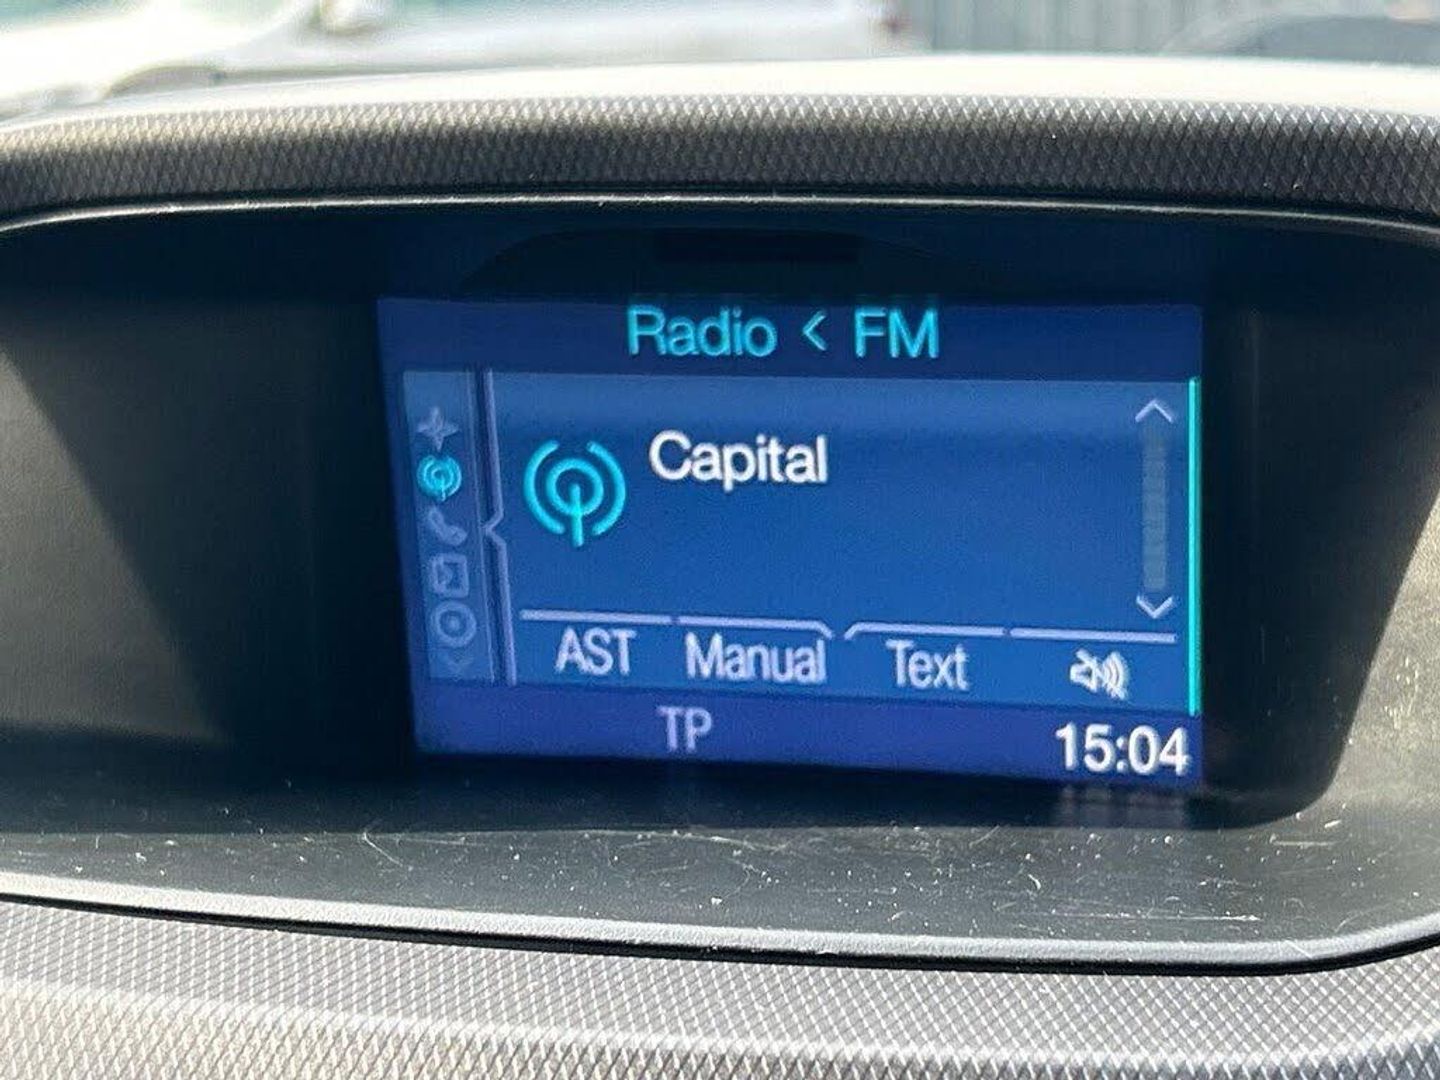 Radio < FM
Capital
AST Manual Text
TP 15:04